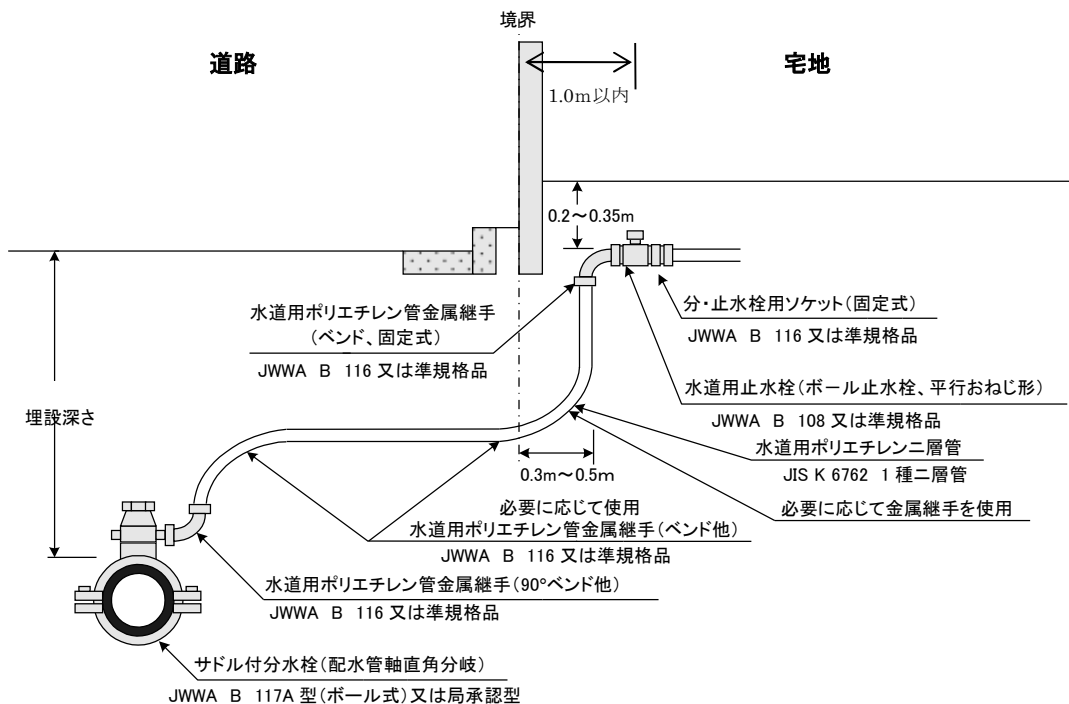 境界
道路
宅地
1.0m以内
0.2～0.35m
水道用ポリエチレン管金属継手
（ベンド、固定式）
JWWA B 116 又は準規格品
分・止水栓用ソケット（固定式）
JWWA B 116 又は準規格品
水道用止水栓（ボール止水栓、平行おねじ形）
JWWA B 108 又は準規格品
埋設深さ
水道用ポリエチレン二層管
JIS K 6762 1 種二層管
0.3m～0.5m
必要に応じて使用
必要に応じて金属継手を使用
水道用ポリエチレン管金属継手（ベンド他）
JWWA B 116 又は準規格品
水道用ポリエチレン管金属継手（90°ベンド他）
JWWA B 116 又は準規格品
サドル付分水栓（配水管軸直角分岐）
JWWA B 117A 型（ボール式）又は局承認型